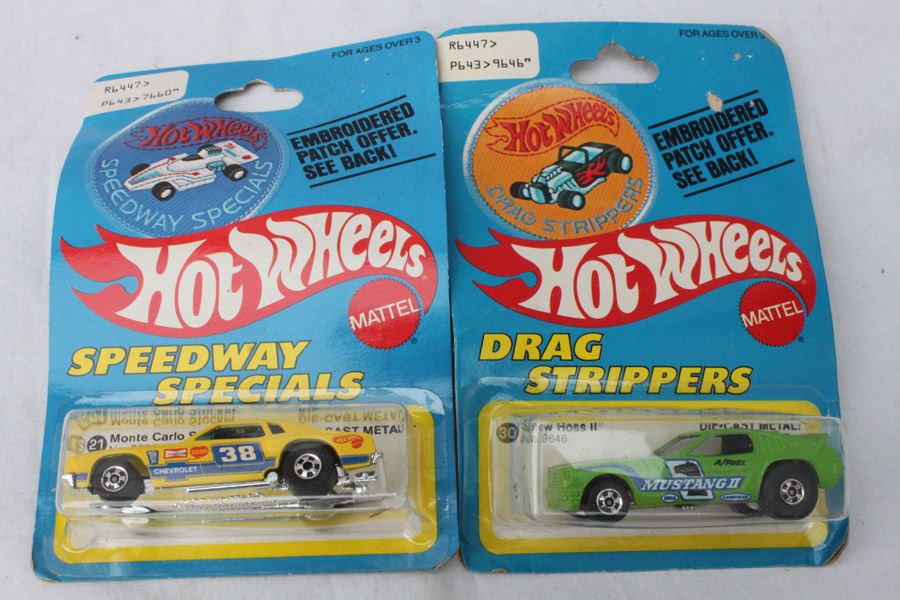 R6447>
P643>7660"
FOR AGES OVER 3
HOT WHEELS
SPEEDWAY SPECIALS
EMBROIDERED
PATCH OFFER.
SEE BACK!
HOT WHEELS
MATTEL
®
SPEEDWAY
SPECIALS
21 Monte Carlo
DIE-CAST METAL
38
CHEVROLET
R6447>
P643>9646"
FOR AGES OVER 3
HOT WHEELS
DRAG STRIPPERS
EMBROIDERED
PATCH OFFER.
SEE BACK!
HOT WHEELS
MATTEL
®
DRAG
STRIPPERS
30 Hoss II
9646
DIE-CAST METAL
A/FUEL
MUSTANG II
GOODYEAR